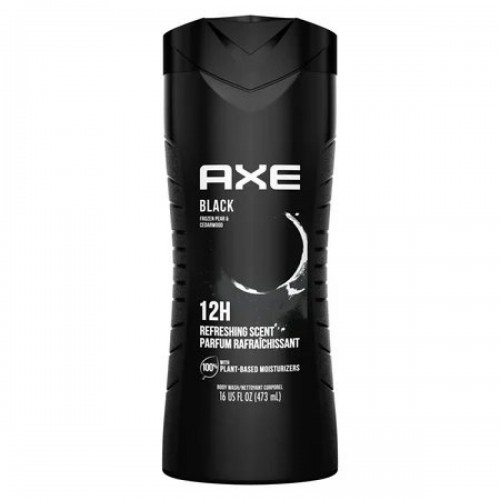 AXE
BLACK
FROZEN PEAR &
CEDARWOOD
12H
REFRESHING SCENT
PARFUM RAFRAÎCHISSANT
100% WITH
PLANT-BASED MOISTURIZERS
BODY WASH/NETTOYANT CORPOREL
16 US FL OZ (473 mL)